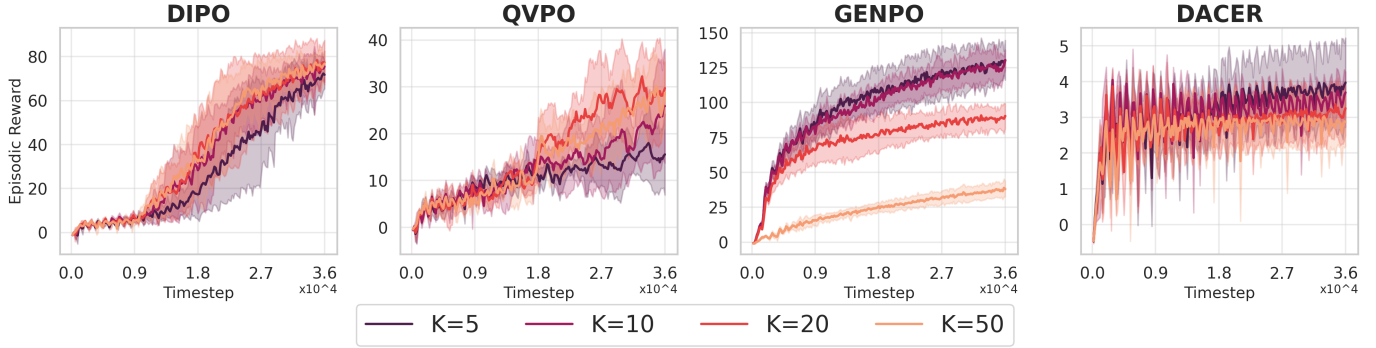 DIPO QVPO GENPO DACER
Episodic Reward
80
60
40
20
0
0.0 0.9 1.8 2.7 3.6
Timestep x10^4
40
30
20
10
0
0.0 0.9 1.8 2.7 3.6
Timestep x10^4
150
125
100
75
50
25
0
0.0 0.9 1.8 2.7 3.6
Timestep x10^4
5
4
3
2
1
0
0.0 0.9 1.8 2.7 3.6
Timestep x10^4
K=5 K=10 K=20 K=50